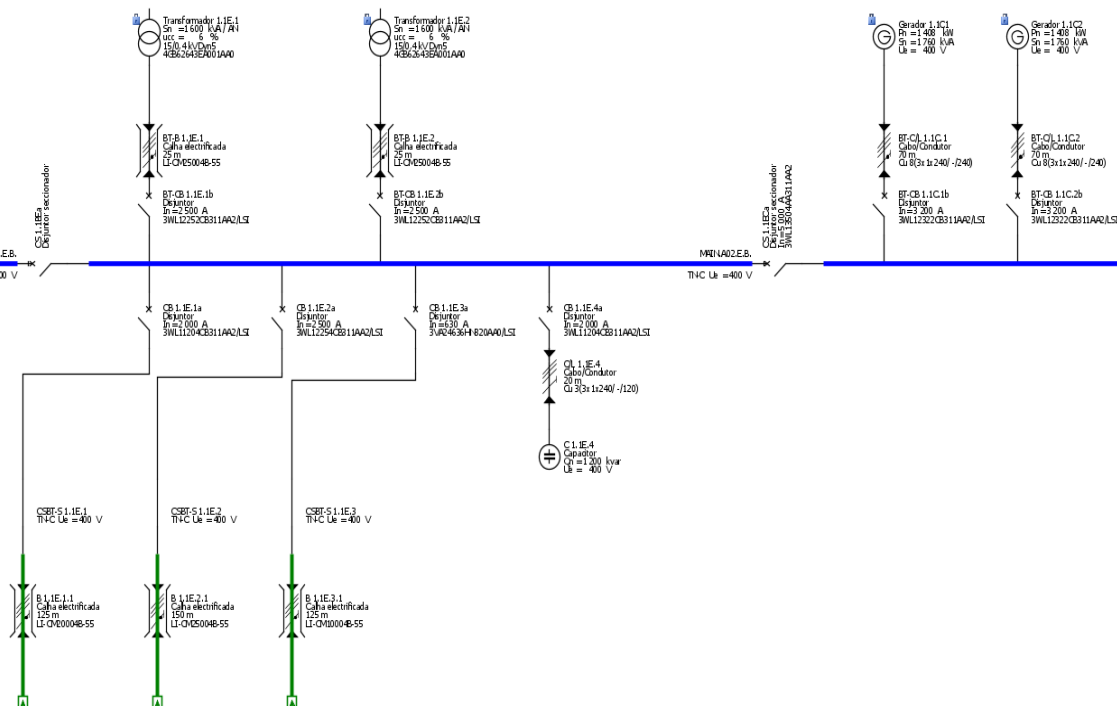 Transformador 1.1E.1
Sn =1600 kVA / AN
ucc = 6 %
15/0.4 kV Dyn5
4GB62643EA001AA0
Transformador 1.1E.2
Sn =1600 kVA / AN
ucc = 6 %
15/0.4 kV Dyn5
4GB62643EA001AA0
Gerador 1.1C1
Pn =1408 kW
Sn =1760 kVA
Ue = 400 V
Gerador 1.1C2
Pn =1408 kW
Sn =1760 kVA
Ue = 400 V
BT-B 1.1E.1
Calha electrificada
25 m
LI-CM25004B-55
BT-B 1.1E.2
Calha electrificada
25 m
LI-CM25004B-55
BT-C/L 1.1C.1
Cabo/Condutor
70 m
Cu 8(3x1x240/-/240)
BT-C/L 1.1C.2
Cabo/Condutor
70 m
Cu 8(3x1x240/-/240)
BT-CB 1.1E.1b
Disjuntor
In =2 500 A
3WL12252CB311AA2/LSI
BT-CB 1.1E.2b
Disjuntor
In =2 500 A
3WL12252CB311AA2/LSI
BT-CB 1.1C.1b
Disjuntor
In =3 200 A
3WL12322CB311AA2/LSI
BT-CB 1.1C.2b
Disjuntor
In =3 200 A
3WL12322CB311AA2/LSI
CS 1.1BEa
Disjuntor seccionador
CS 1.1ECa
Disjuntor seccionador
In =5 000 A
3WL13504AA311AA2
.E.B.
00 V
MAIN.A02.E.B.
TN-C Ue =400 V
CB 1.1E.1a
Disjuntor
In =2 000 A
3WL11204CB311AA2/LSI
CB 1.1E.2a
Disjuntor
In =2 500 A
3WL12254CB311AA2/LSI
CB 1.1E.3a
Disjuntor
In =630 A
3VA24636HN820AA0/LSI
CB 1.1E.4a
Disjuntor
In =2 000 A
3WL11204CB311AA2/LSI
C/L 1.1E.4
Cabo/Condutor
20 m
Cu 3(3x1x240/-/120)
C 1.1E.4
Capacitor
Qn =1 200 kvar
Ue = 400 V
CSBT-S 1.1E.1
TN-C Ue =400 V
CSBT-S 1.1E.2
TN-C Ue =400 V
CSBT-S 1.1E.3
TN-C Ue =400 V
B 1.1E.1.1
Calha electrificada
125 m
LI-CM20004B-55
B 1.1E.2.1
Calha electrificada
150 m
LI-CM25004B-55
B 1.1E.3.1
Calha electrificada
125 m
LI-CM10004B-55